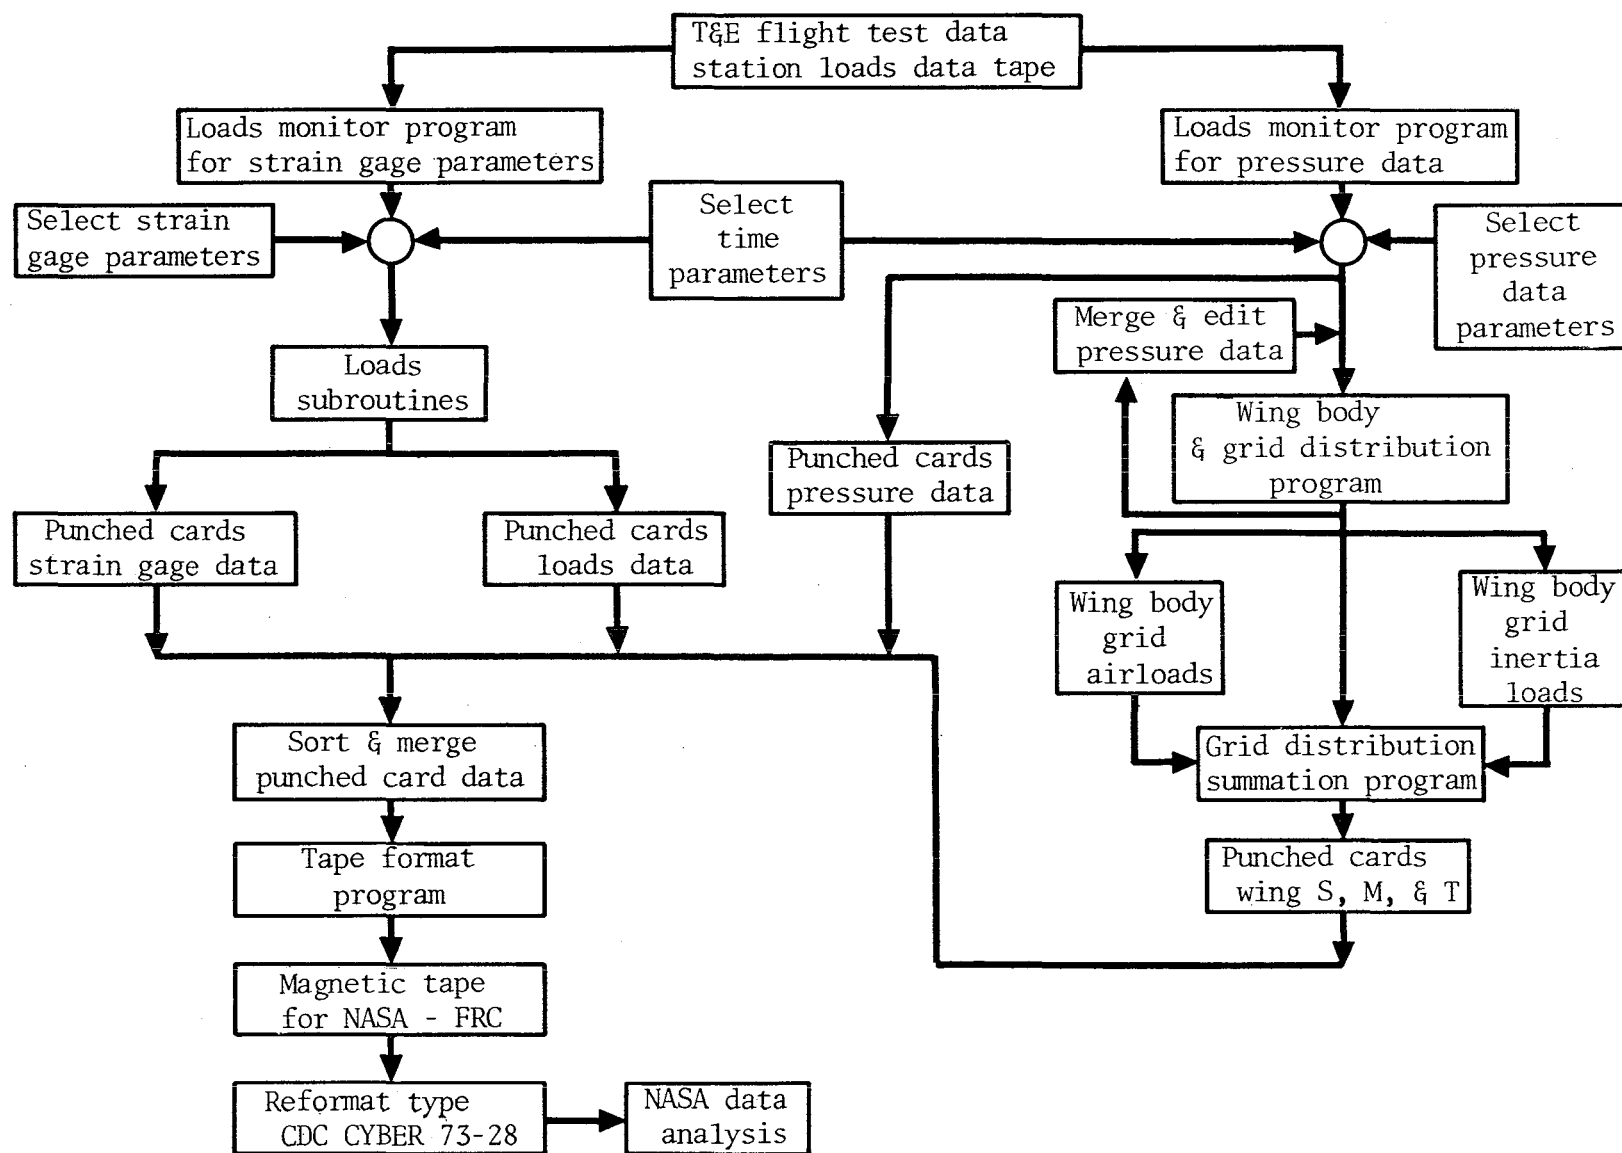 T&E flight test data
station loads data tape
Loads monitor program
for strain gage parameters
Loads monitor program
for pressure data
Select strain
gage parameters
Select
time
parameters
Select
pressure
data
parameters
Merge & edit
pressure data
Loads
subroutines
Wing body
& grid distribution
program
Punched cards
pressure data
Punched cards
strain gage data
Punched cards
loads data
Wing body
grid
airloads
Wing body
grid
inertia
loads
Sort & merge
punched card data
Grid distribution
summation program
Tape format
program
Punched cards
wing S, M, & T
Magnetic tape
for NASA - FRC
Reformat type
CDC CYBER 73-28
NASA data
analysis